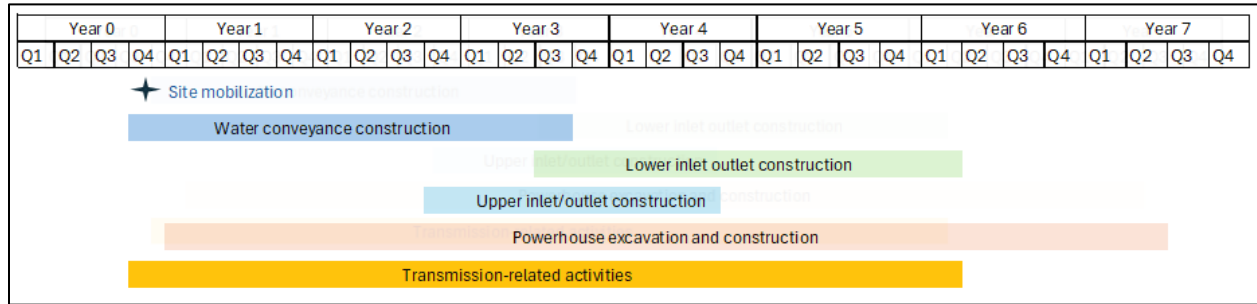 Year 0 Year 1 Year 2 Year 3 Year 4 Year 5 Year 6 Year 7
Q1 Q2 Q3 Q4 Q1 Q2 Q3 Q4 Q1 Q2 Q3 Q4 Q1 Q2 Q3 Q4 Q1 Q2 Q3 Q4 Q1 Q2 Q3 Q4 Q1 Q2 Q3 Q4 Q1 Q2 Q3 Q4
Site mobilization
Water conveyance construction
Lower inlet outlet construction
Upper inlet/outlet construction
Powerhouse excavation and construction
Transmission-related activities